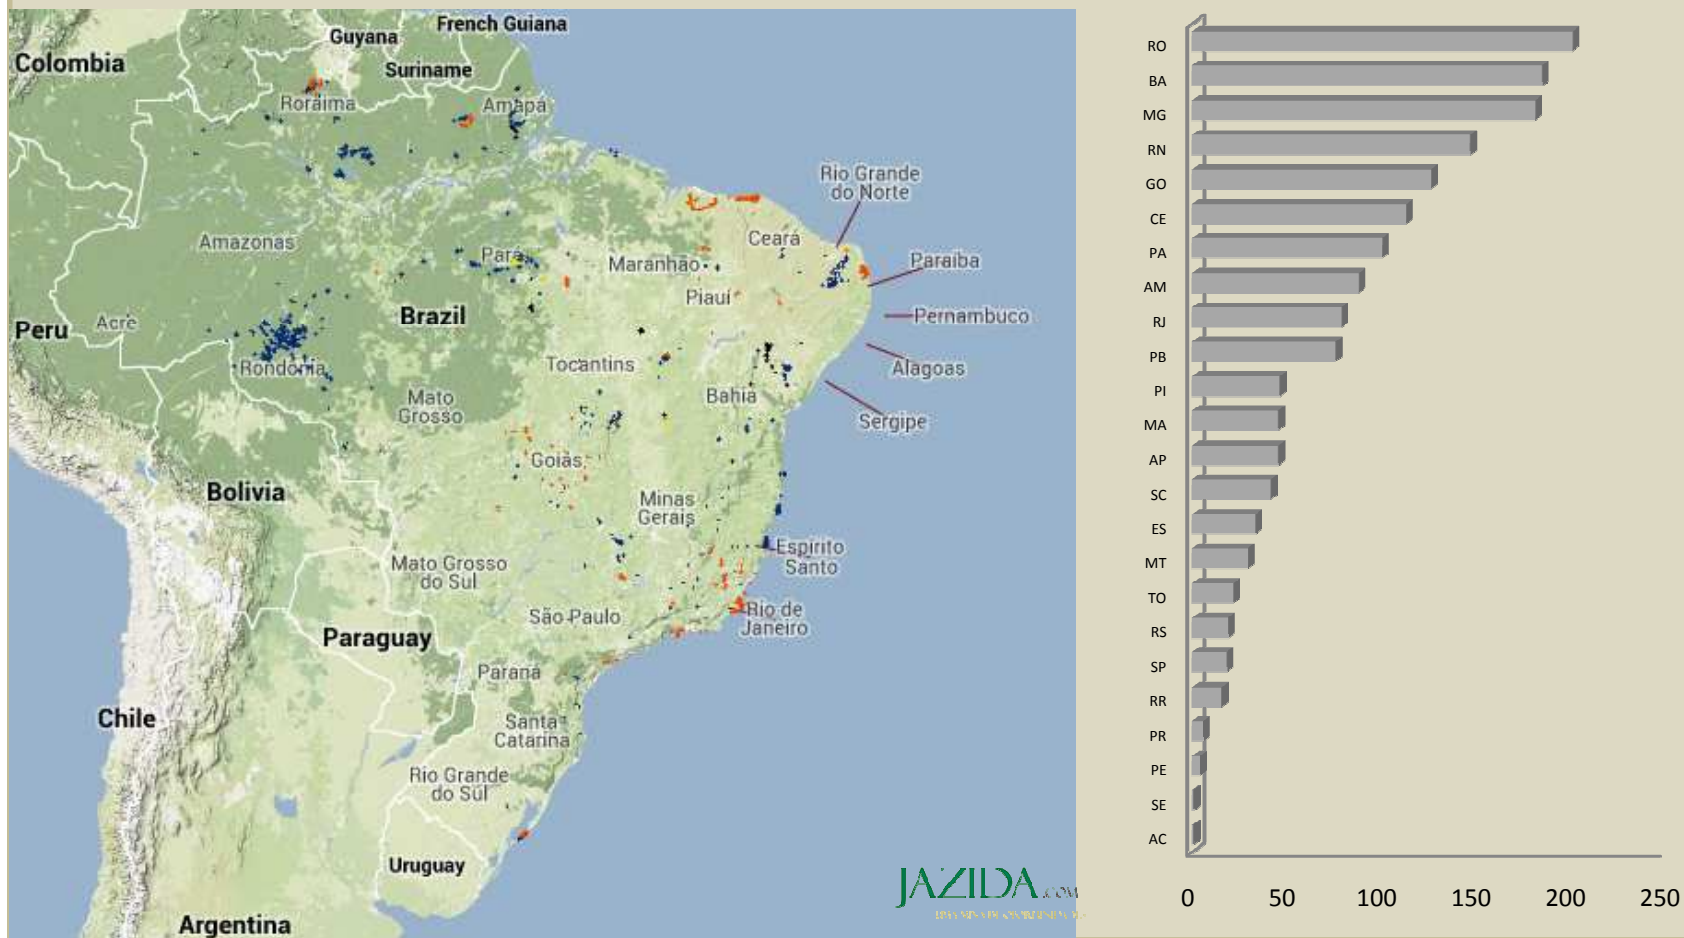 French Guiana
Guyana
Colombia
Suriname
Roraima
Amapá
Rio Grande
do Norte
Amazonas
Pará
Ceará
Maranhão
Paraíba
Piauí
Brazil
Pernambuco
Peru
Acre
Tocantins
Rondônia
Alagoas
Mato
Grosso
Bahia
Sergipe
Goiás
Bolivia
Minas
Gerais
Espírito
Santo
Mato Grosso
do Sul
São Paulo
Rio de
Janeiro
Paraguay
Paraná
Chile
Santa
Catarina
Rio Grande
do Sul
Uruguay
JAZIDA.COM
Argentina
RO
BA
MG
RN
GO
CE
PA
AM
RJ
PB
PI
MA
AP
SC
ES
MT
TO
RS
SP
RR
PR
PE
SE
AC
0 50 100 150 200 250